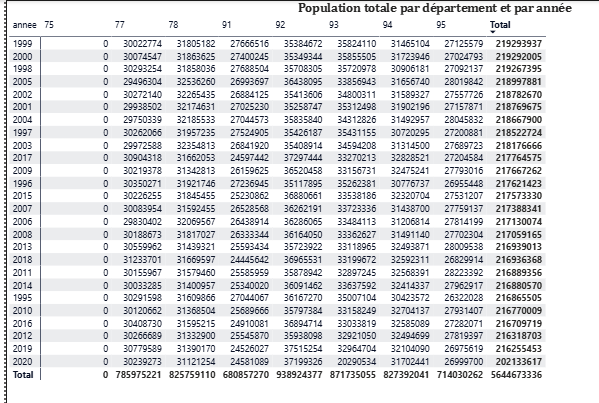 Population totale par département et par année
annee 75 77 78 91 92 93 94 95 Total
1999 0 30022774 31805182 27666516 35384672 35824110 31465104 27125579 219293937
2000 0 30074547 31863625 27400245 35349344 35855505 31723946 27024793 219292005
1998 0 30293254 31858036 27688504 35708305 35720978 30906181 27092137 219267395
2005 0 29496304 32536260 26993697 36438095 33856943 31656740 28019842 218997881
2002 0 30272140 32265435 26884125 35413606 34800311 31589327 27557726 218782670
2001 0 29938502 32174631 27025230 35258747 35312498 31902196 27157871 218769675
2004 0 29750339 32185533 27044573 35835840 34312826 31492957 28045832 218667900
1997 0 30262066 31957235 27524905 35426187 35431155 30720295 27200881 218522724
2003 0 29972588 32354813 26841920 35408914 34594208 31314500 27689723 218176666
2017 0 30904318 31662053 24597442 37297444 33270213 32828521 27204584 217764575
2009 0 30219378 31342813 26159625 36520458 33156731 32475241 27793016 217667262
1996 0 30350271 31921746 27236945 35117895 35262381 30776737 26955448 217621423
2015 0 30226255 31845455 25230862 36880661 33538186 32320704 27531207 217573330
2007 0 30083954 31592455 26528568 36262191 33723336 31438700 27759137 217388341
2006 0 29830402 32069567 26438914 36286065 33484113 31206814 27814199 217130074
2008 0 30188673 31817027 26333344 36164050 33362627 31491140 27702304 217059165
2013 0 30559962 31439321 25593434 35723922 33118965 32493871 28009538 216939013
2018 0 31233701 31669597 24445642 36965531 33199672 32592311 26829914 216936368
2011 0 30155967 31579460 25585959 35878942 32897245 32568391 28223392 216889356
2014 0 30033285 31400957 25340020 36091462 33637592 32414337 27962917 216880570
1995 0 30291598 31609866 27044067 36167270 35007104 30423572 26322028 216865505
2010 0 30120662 31368504 25689666 35797384 33158249 32704137 27931407 216770009
2016 0 30408730 31595215 24910081 36894714 33033819 32585089 27282071 216709719
2012 0 30266689 31332900 25545870 35938098 32921050 32494699 27819397 216318703
2019 0 30779589 31390170 24526027 37515254 32964704 32104090 26975619 216255453
2020 0 30239273 31121254 24581089 37199326 20290534 31702441 26999700 202133617
Total 0 785975221 825759110 680857270 938924377 871735055 827392041 714030262 5644673336